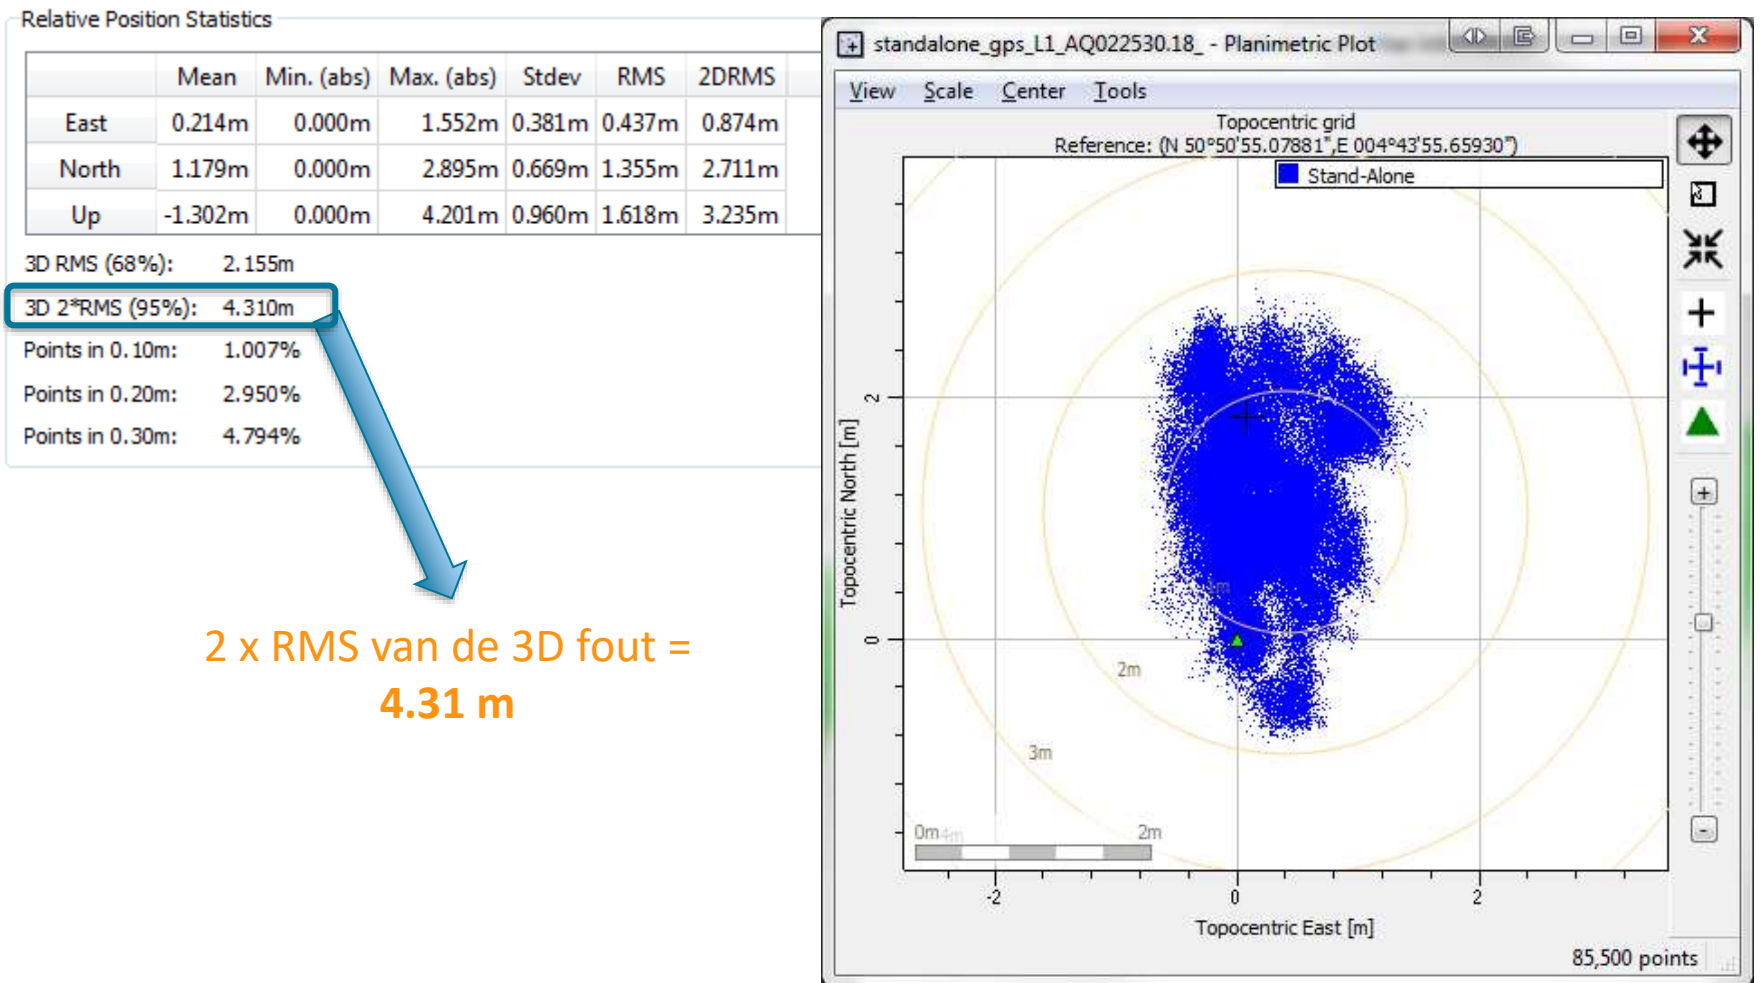 Relative Position Statistics
Mean Min. (abs) Max. (abs) Stdev RMS 2DRMS
East 0.214m 0.000m 1.552m 0.381m 0.437m 0.874m
North 1.179m 0.000m 2.895m 0.669m 1.355m 2.711m
Up -1.302m 0.000m 4.201m 0.960m 1.618m 3.235m
3D RMS (68%): 2.155m
3D 2*RMS (95%): 4.310m
Points in 0.10m: 1.007%
Points in 0.20m: 2.950%
Points in 0.30m: 4.794%
2 x RMS van de 3D fout =
4.31 m
standalone_gps_L1_AQ022530.18_ - Planimetric Plot
View Scale Center Tools
Topocentric grid
Reference: (N 50°50'55.07881",E 004°43'55.65930")
Stand-Alone
Topocentric North [m]
2
0
1m
2m
3m
4m
0m 2m
-2 0 2
Topocentric East [m]
85,500 points